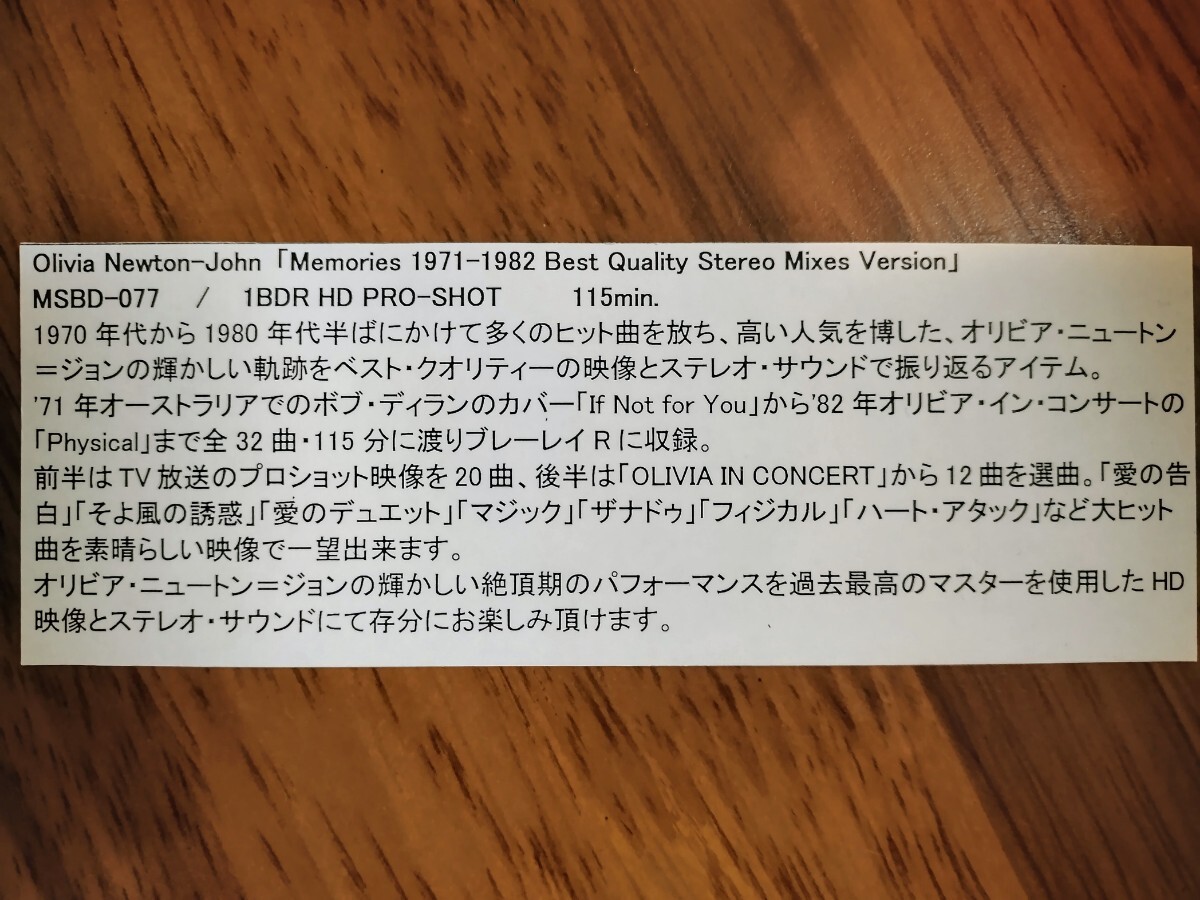 Olivia Newton-John「Memories 1971-1982 Best Quality Stereo Mixes Version」
MSBD-077 / 1BDR HD PRO-SHOT 115min.
1970 年代から 1980 年代半ばにかけて多くのヒット曲を放ち、高い人気を博した、オリビア・ニュートン
＝ジョンの輝かしい軌跡をベスト・クオリティーの映像とステレオ・サウンドで振り返るアイテム。
'71 年オーストラリアでのボブ・ディランのカバー「If Not for You」から'82 年オリビア・イン・コンサートの
「Physical」まで全 32 曲・115 分に渡りブレーレイ R に収録。
前半は TV 放送のプロショット映像を 20 曲、後半は「OLIVIA IN CONCERT」から 12 曲を選曲。「愛の告
白」「そよ風の誘惑」「愛のデュエット」「マジック」「ザナドゥ」「フィジカル」「ハート・アタック」など大ヒット
曲を素晴らしい映像で一望出来ます。
オリビア・ニュートン＝ジョンの輝かしい絶頂期のパフォーマンスを過去最高のマスターを使用した HD
映像とステレオ・サウンドにて存分にお楽しみ頂けます。